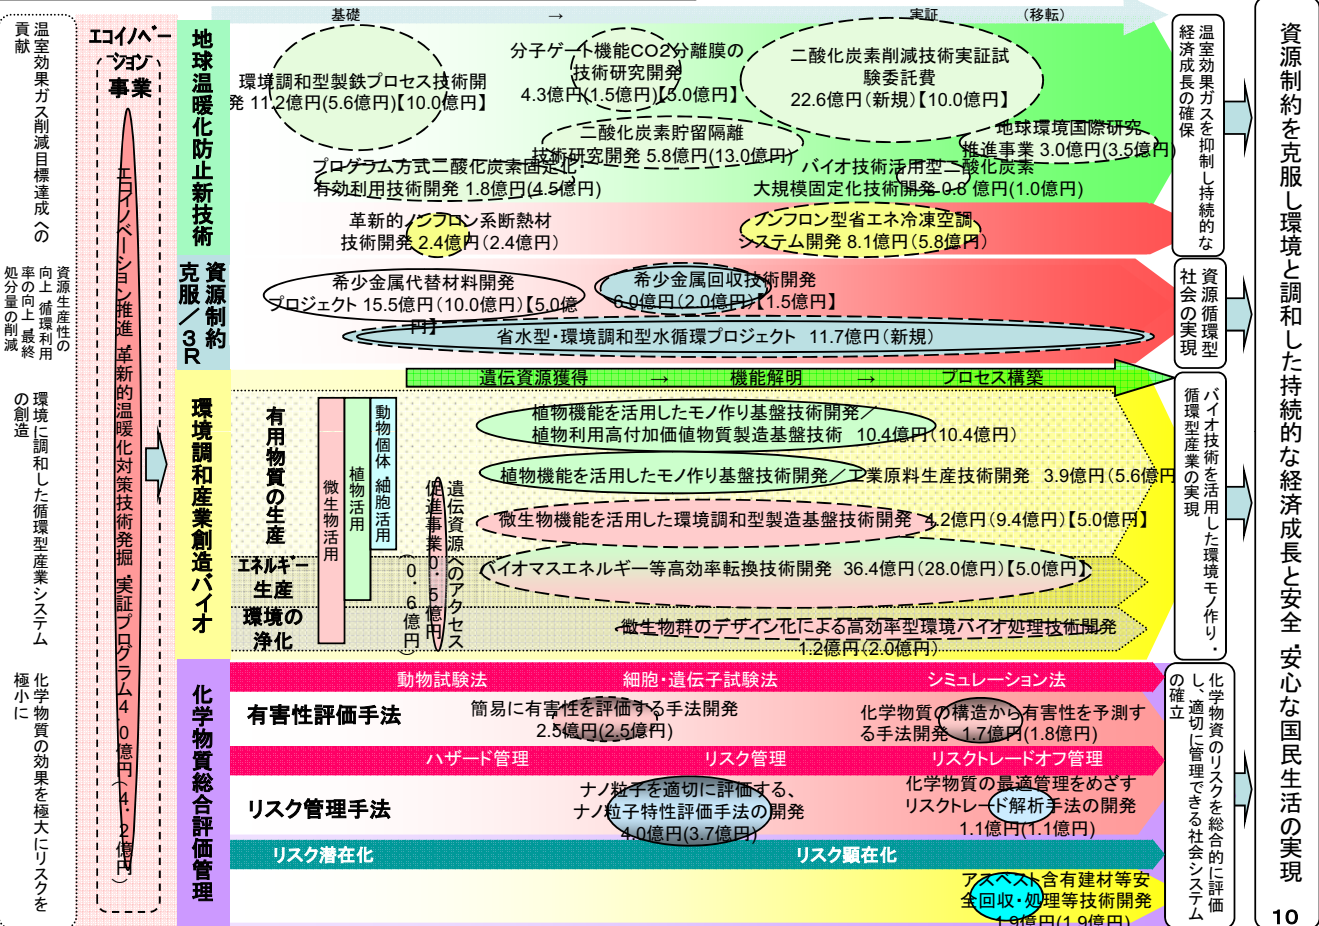 基礎
→
実証
(移転)
温室効果ガス削減目標達成への
貢献
資源生産性の
向上 循環利用
率の向上 最終
処分量の削減
環境に調和した循環型産業システム
の創造
化学物質の効果を極大にリスクを
極小に
エコイノベー
ション
事業
エコイノベーション推進・革新的温暖化対策技術発掘・実証プログラム4.0億円(4.2億円)
地球温暖化防止新技術
環境調和型製鉄プロセス技術開
発 11.2億円(5.6億円)【10.0億円】
分子ゲート機能CO2分離膜の
技術研究開発
4.3億円(1.5億円)【5.0億円】
二酸化炭素削減技術実証試
験委託費
22.6億円(新規)【10.0億円】
二酸化炭素貯留隔離
技術研究開発 5.8億円(13.0億円)
地球環境国際研究
推進事業 3.0億円(3.5億円)
プログラム方式二酸化炭素固定化・
有効利用技術開発 1.8億円(4.5億円)
バイオ技術活用型二酸化炭素
大規模固定化技術開発 0.8 億円(1.0億円)
革新的ノンフロン系断熱材
技術開発 2.4億円(2.4億円)
ノンフロン型省エネ冷凍空調
システム開発 8.1億円(5.8億円)
温室効果ガスを抑制し持続的な
経済成長の確保
資源制約
克服/3R
希少金属代替材料開発
プロジェクト 15.5億円(10.0億円)【5.0億
円】
希少金属回収技術開発
6.0億円(2.0億円)【1.5億円】
省水型・環境調和型水循環プロジェクト 11.7億円(新規)
資源循環型
社会の実現
環境調和産業創造バイオ
遺伝資源獲得 → 機能解明 → プロセス構築
有用物質の生産
エネルギー
生産
環境の
浄化
微生物活用
植物活用
動物個体・細胞活用
遺伝資源へのアクセス
促進事業0.5億円
(0.6億円)
植物機能を活用したモノ作り基盤技術開発/
植物利用高付加価値物質製造基盤技術 10.4億円(10.4億円)
植物機能を活用したモノ作り基盤技術開発/工業原料生産技術開発 3.9億円(5.6億円
微生物機能を活用した環境調和型製造基盤技術開発 4.2億円(9.4億円)【5.0億円】
バイオマスエネルギー等高効率転換技術開発 36.4億円(28.0億円)【5.0億円】
微生物群のデザイン化による高効率型環境バイオ処理技術開発
1.2億円(2.0億円)
バイオ技術を活用した環境モノ作り・
循環型産業の実現
化学物質総合評価管理
動物試験法
細胞・遺伝子試験法
シミュレーション法
有害性評価手法
簡易に有害性を評価する手法開発
2.5億円(2.5億円)
化学物質の構造から有害性を予測す
る手法開発 1.7億円(1.8億円)
ハザード管理
リスク管理
リスクトレードオフ管理
リスク管理手法
ナノ粒子を適切に評価する、
ナノ粒子特性評価手法の開発
4.0億円(3.7億円)
化学物質の最適管理をめざす
リスクトレード解析手法の開発
1.1億円(1.1億円)
リスク潜在化
リスク顕在化
アスベスト含有建材等安
全回収・処理等技術開発
1.9億円(1.9億円)
化学物資のリスクを総合的に評価
し、適切に管理できる社会システム
の確立
資源制約を克服し環境と調和した持続的な経済成長と安全・安心な国民生活の実現
10